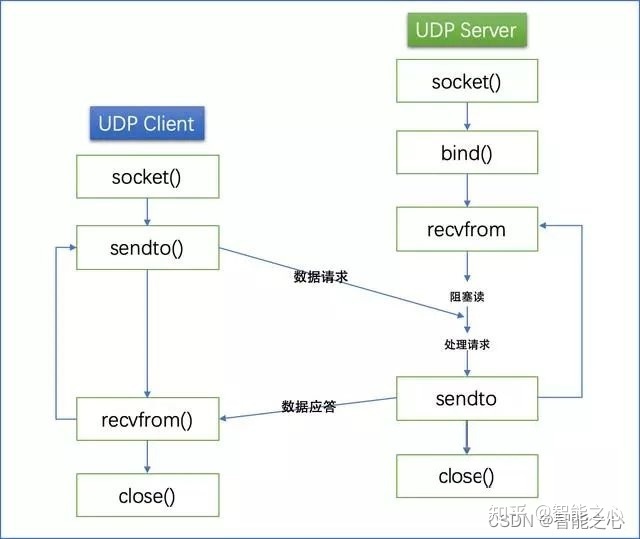 UDP Server
socket()
bind()
recvfrom
阻塞读
处理请求
sendto
close()
UDP Client
socket()
sendto()
数据请求
recvfrom()
数据应答
close()
知乎 @智能之心
CSDN @智能之心